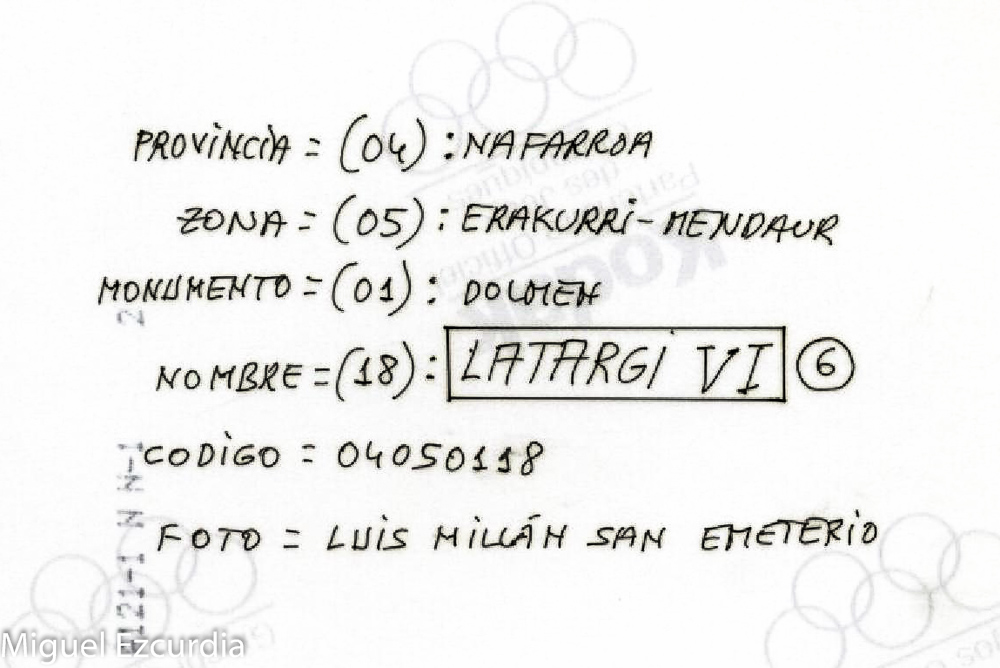 PROVINCIA = (04) : NAFARROA
ZONA = (05) : ERAKURRI-MENDAUR
MONUMENTO = (01) : DOLMEN
NOMBRE = (18) : LATARGI VI 6
CODIGO = 04050118
FOTO = LUIS MILLÁN SAN EMETERIO
Miguel Ezcurdia
Kodak